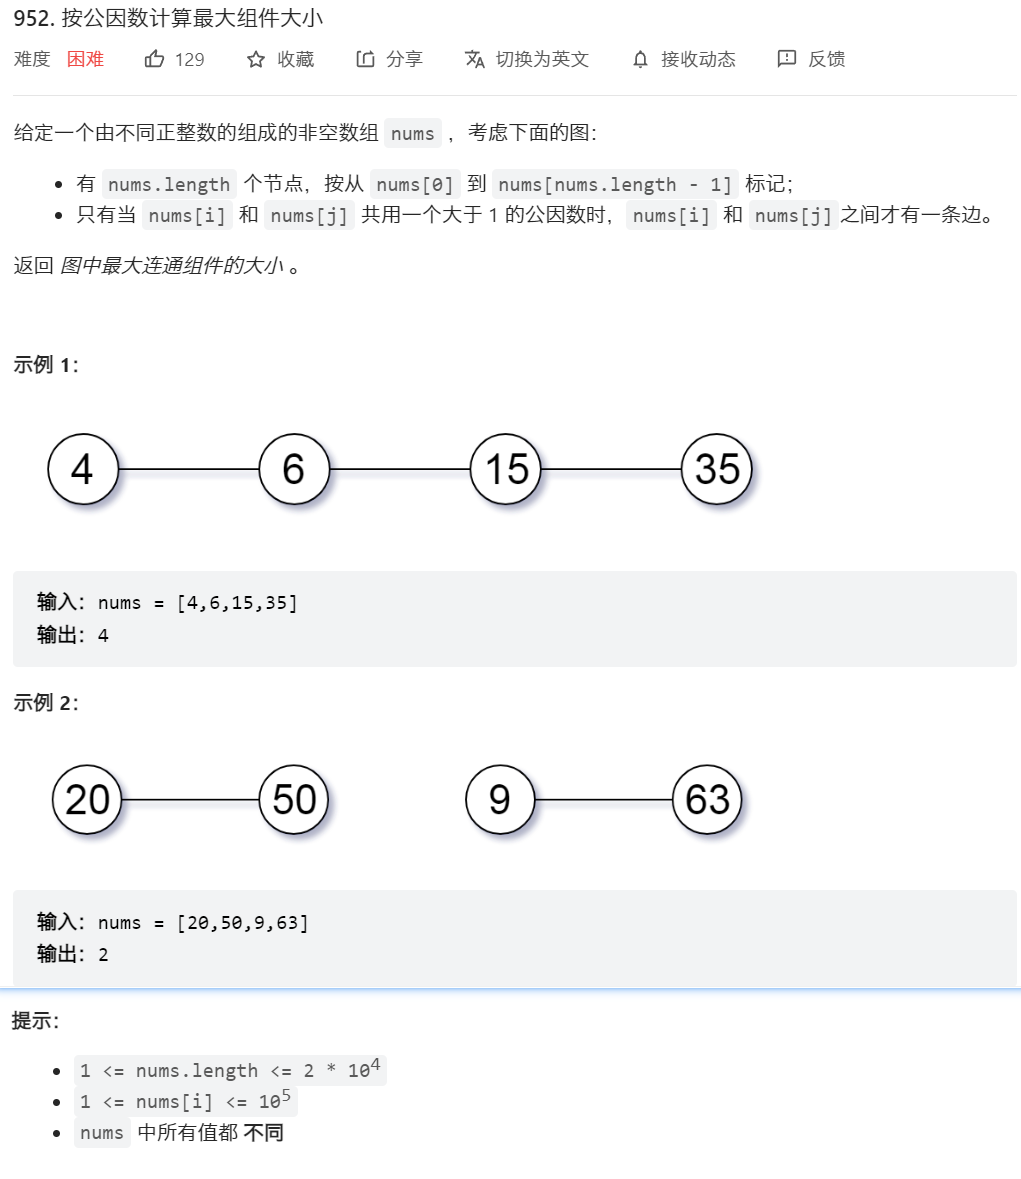 952. 按公因数计算最大组件大小
难度 困难 129 收藏 分享 切换为英文 接收动态 反馈
给定一个由不同正整数的组成的非空数组 nums ，考虑下面的图：
• 有 nums.length 个节点，按从 nums[0] 到 nums[nums.length - 1] 标记；
• 只有当 nums[i] 和 nums[j] 共用一个大于 1 的公因数时，nums[i] 和 nums[j]之间才有一条边。
返回 图中最大连通组件的大小 。
示例 1：
4 6 15 35
输入：nums = [4,6,15,35]
输出：4
示例 2：
20 50 9 63
输入：nums = [20,50,9,63]
输出：2
提示：
• 1 <= nums.length <= 2 * 10⁴
• 1 <= nums[i] <= 10⁵
• nums 中所有值都 不同